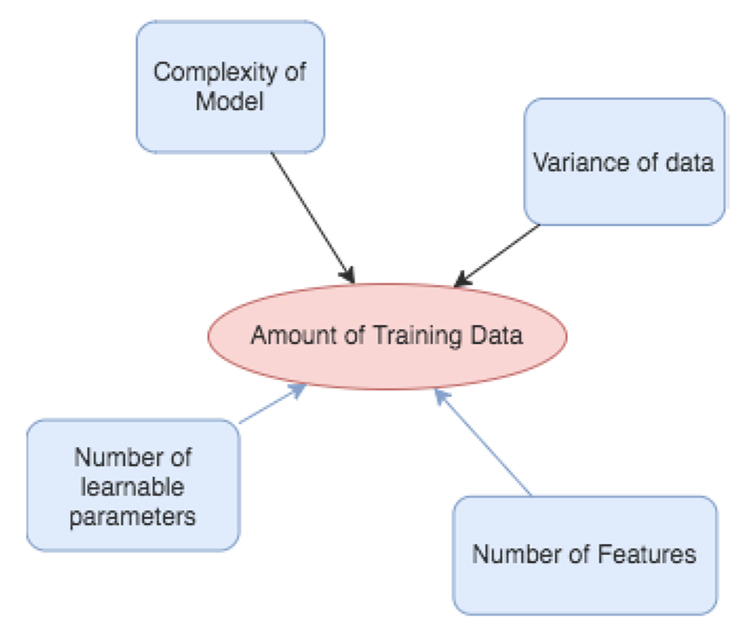 Complexity of
Model
Variance of data
Amount of Training Data
Number of
learnable
parameters
Number of Features